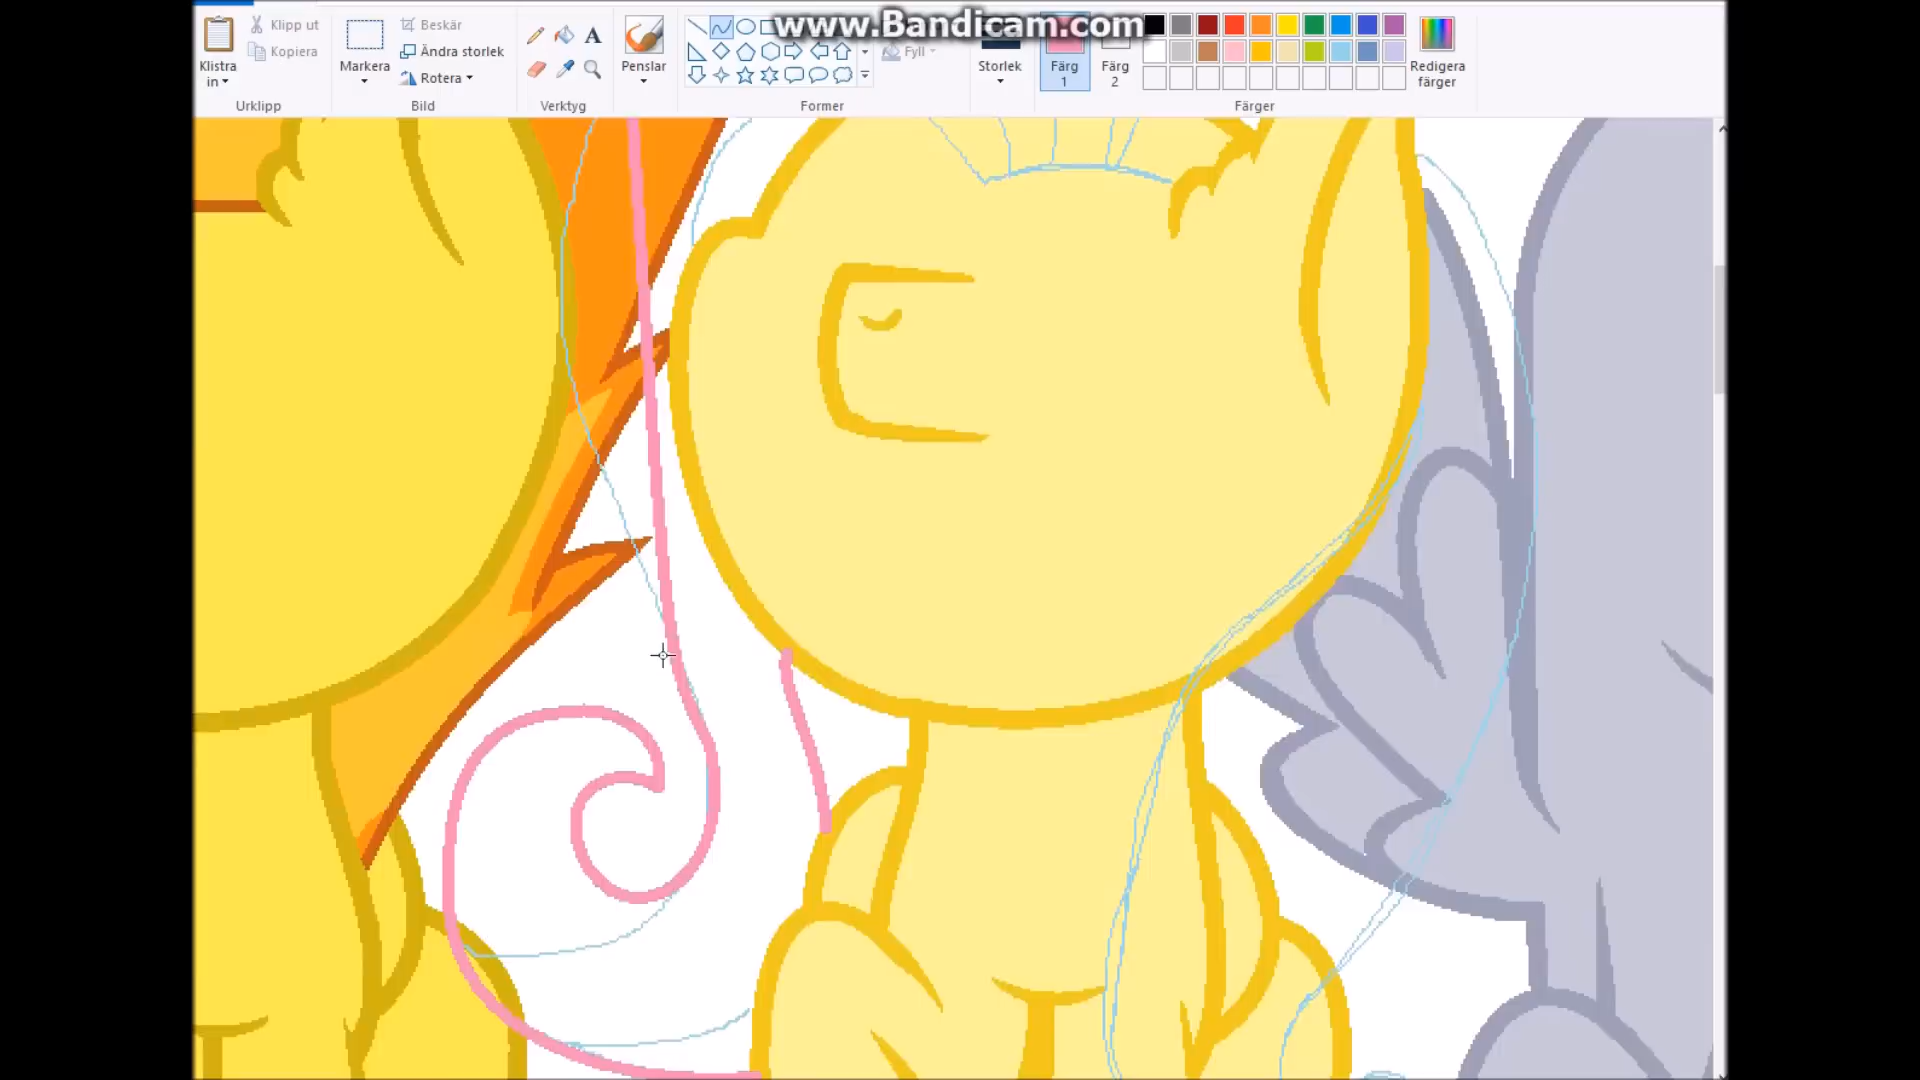 www.Bandicam.com
Klipp ut
Kopiera
Klistra
in
Urklipp
Markera
Beskär
Ändra storlek
Rotera
Bild
A
Verktyg
Penslar
Former
Fyll
Storlek
Färg
1
Färg
2
Färger
Redigera
färger